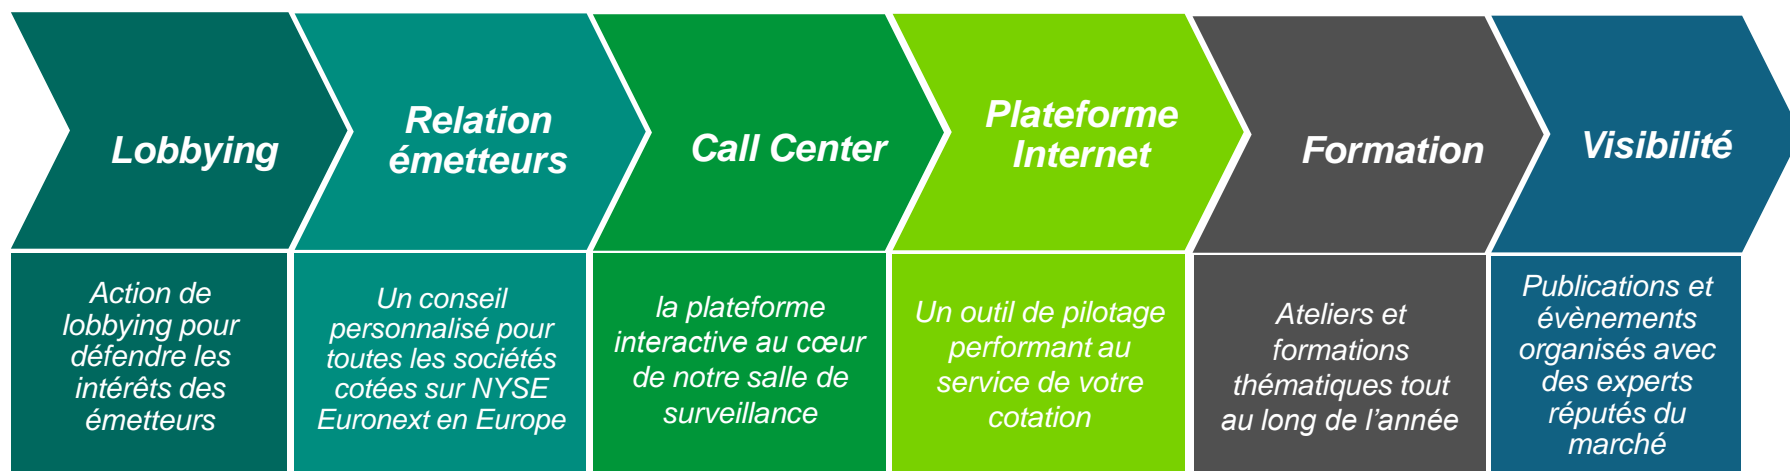 Lobbying
Relation
émetteurs
Call Center
Plateforme
Internet
Formation
Visibilité
Action de
lobbying pour
défendre les
intérêts des
émetteurs
Un conseil
personnalisé pour
toutes les sociétés
cotées sur NYSE
Euronext en Europe
la plateforme
interactive au cœur
de notre salle de
surveillance
Un outil de pilotage
performant au
service de votre
cotation
Ateliers et
formations
thématiques tout
au long de l’année
Publications et
évènements
organisés avec
des experts
réputés du
marché